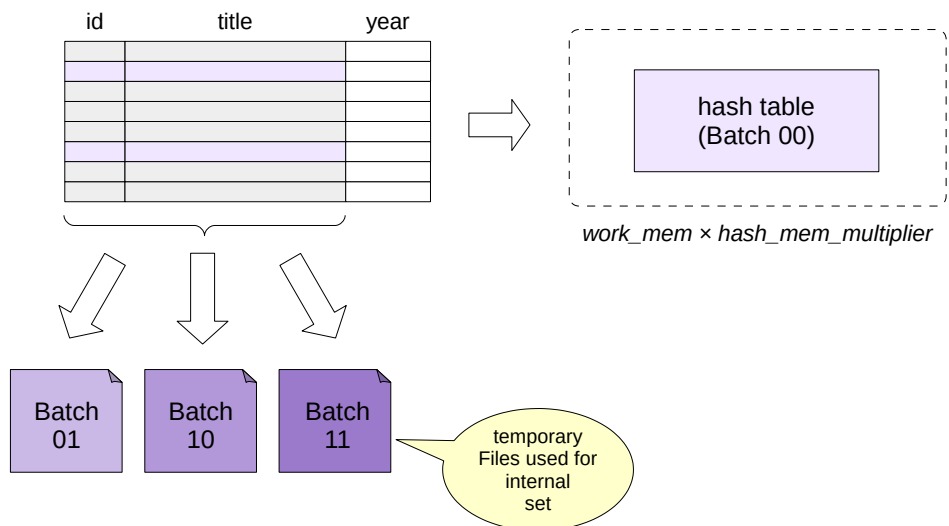 id title year
hash table
(Batch 00)
work_mem × hash_mem_multiplier
Batch
01
Batch
10
Batch
11
temporary
Files used for
internal
set